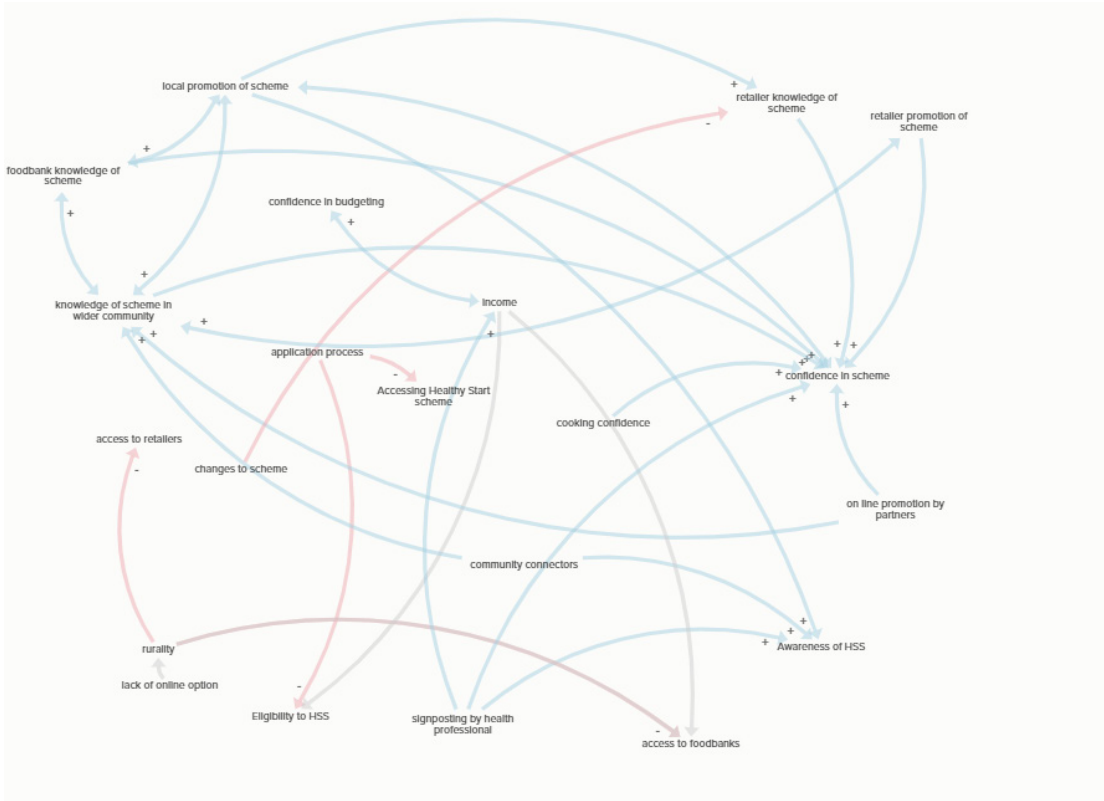 local promotion of scheme
+
retailer knowledge of
scheme
-
retailer promotion of
scheme
+
foodbank knowledge of
scheme
+
confidence in budgeting
+
+
knowledge of scheme in
wider community
+
+
+
income
+
application process
-
Accessing Healthy Start
scheme
+
+
+
+
+
+
confidence in scheme
+
+
cooking confidence
access to retailers
-
changes to scheme
on line promotion by
partners
community connectors
+
+
+
Awareness of HSS
rurality
lack of online option
-
Eligibility to HSS
signposting by health
professional
-
access to foodbanks